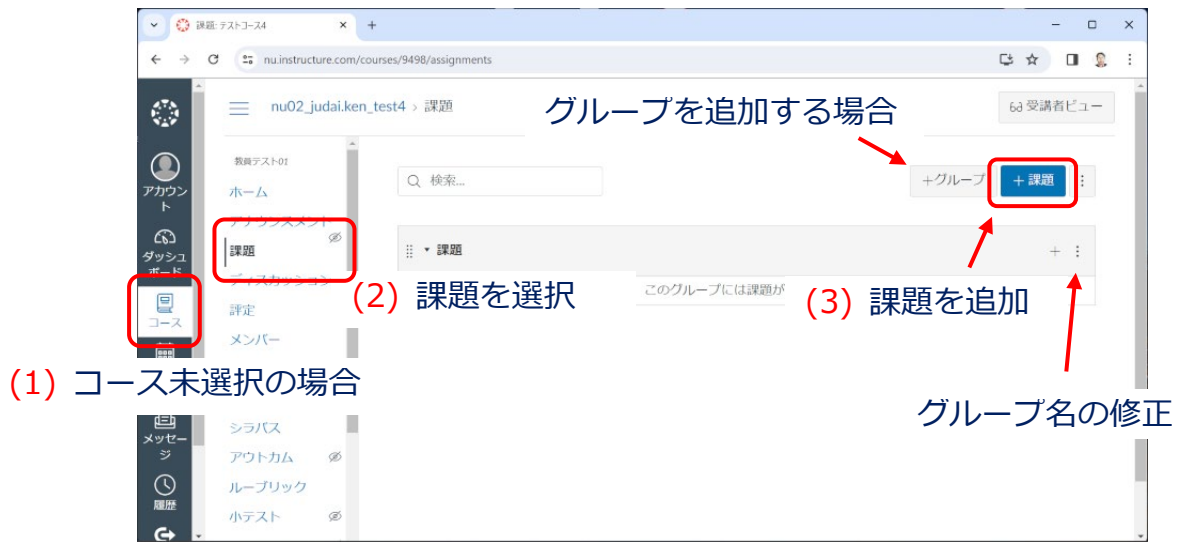 課題: テストコース4
nu.instructure.com/courses/9498/assignments
nu02_judai.ken_test4 › 課題
グループを追加する場合
受講者ビュー
教員テスト01
検索...
+グループ
+ 課題
アカウン
ト
ホーム
アナウンスメント
課題
課題
+
ダッシュ
ボード
ディスカッション
(2) 課題を選択
このグループには課題が
(3) 課題を追加
コース
評定
メンバー
(1) コース未選択の場合
グループ名の修正
メッセー
ジ
シラバス
アウトカム
ルーブリック
履歴
小テスト